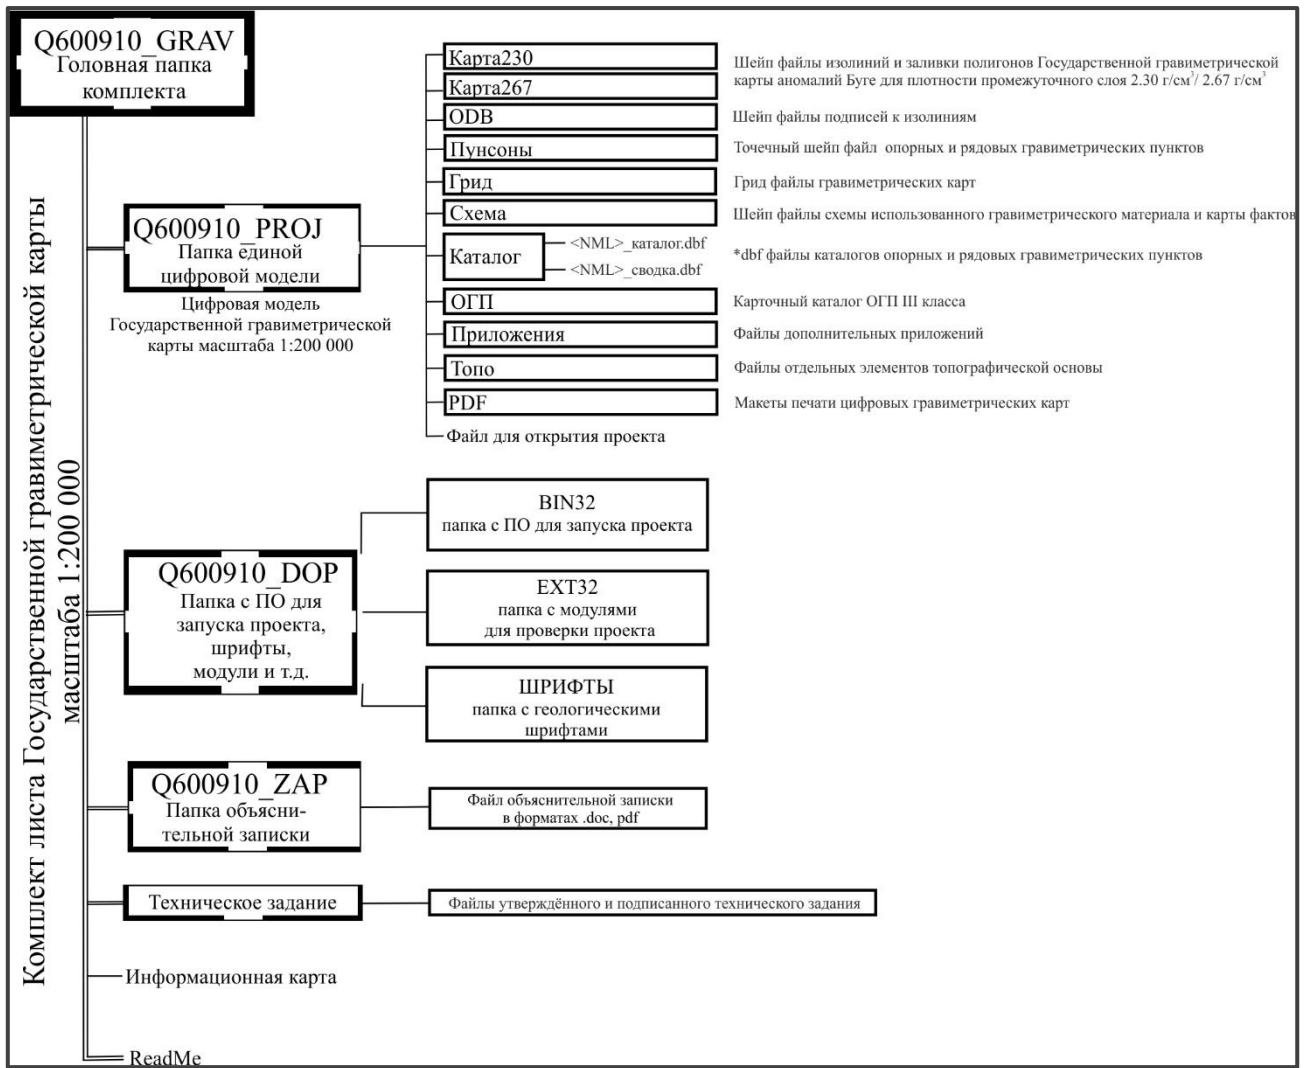 Q600910_GRAV
Головная папка
комплекта
Комплект листа Государственной гравиметрической карты
масштаба 1:200 000
Q600910_PROJ
Папка единой
цифровой модели
Цифровая модель
Государственной гравиметрической
карты масштаба 1:200 000
Карта230
Карта267
Шейп файлы изолиний и заливки полигонов Государственной гравиметрической
карты аномалий Буге для плотности промежуточного слоя 2.30 г/см³/ 2.67 г/см³
ODB
Шейп файлы подписей к изолиниям
Пунсоны
Точечный шейп файл опорных и рядовых гравиметрических пунктов
Грид
Грид файлы гравиметрических карт
Схема
Шейп файлы схемы использованного гравиметрического материала и карты фактов
Каталог
<NML>_каталог.dbf
<NML>_сводка.dbf
*dbf файлы каталогов опорных и рядовых гравиметрических пунктов
ОГП
Карточный каталог ОГП III класса
Приложения
Файлы дополнительных приложений
Топо
Файлы отдельных элементов топографической основы
PDF
Макеты печати цифровых гравиметрических карт
Файл для открытия проекта
Q600910_DOP
Папка с ПО для
запуска проекта,
шрифты,
модули и т.д.
BIN32
папка с ПО для запуска проекта
EXT32
папка с модулями
для проверки проекта
ШРИФТЫ
папка с геологическими
шрифтами
Q600910_ZAP
Папка объясни-
тельной записки
Файл объяснительной записки
в форматах .doc, pdf
Техническое задание
Файлы утверждённого и подписанного технического задания
Информационная карта
ReadMe